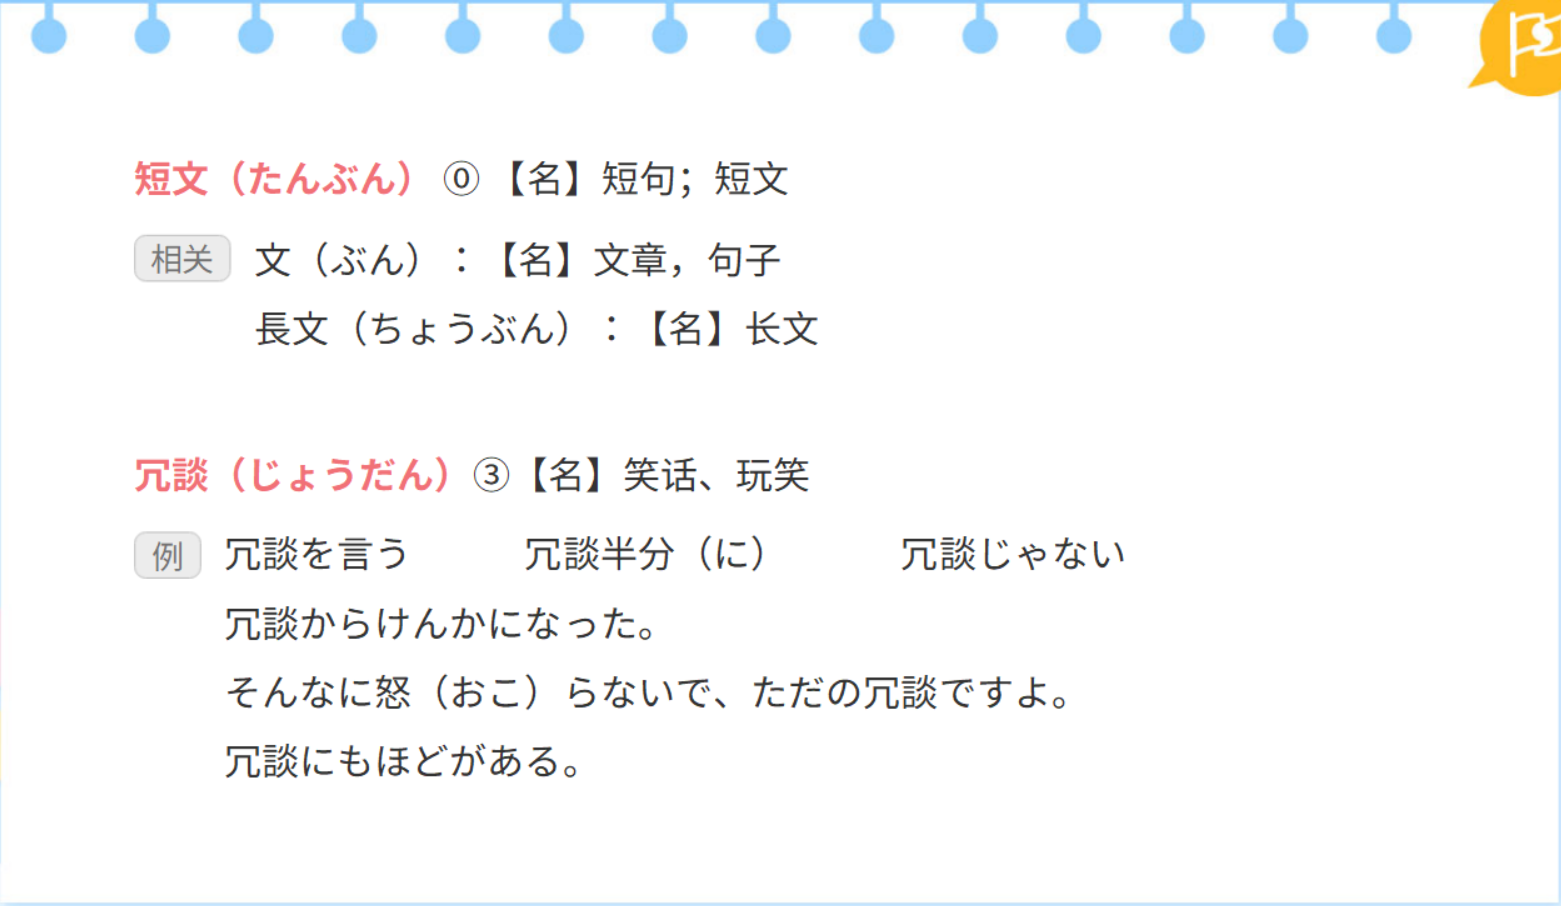 短文（たんぶん） ⓪ 【名】短句；短文
相关 文（ぶん）：【名】文章，句子
長文（ちょうぶん）：【名】长文
冗談（じょうだん）③【名】笑话、玩笑
例 冗談を言う 冗談半分（に） 冗談じゃない
冗談からけんかになった。
そんなに怒（おこ）らないで、ただの冗談ですよ。
冗談にもほどがある。